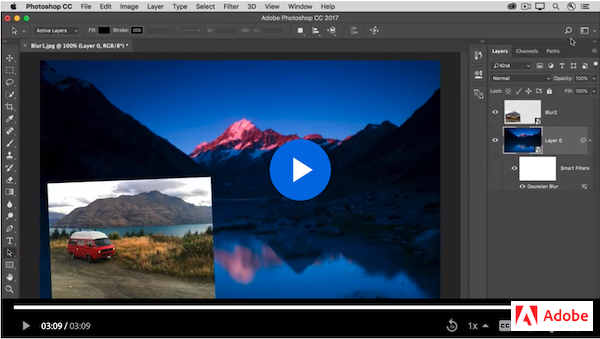 Photoshop CC File Edit Image Layer Type Select Filter 3D View Window Help
Adobe Photoshop CC 2017
Active Layers Fill: Stroke:
× Blur1.jpg @ 100% (Layer 0, RGB/8*) *
Layers Channels Paths
Kind
Normal Opacity: 100%
Lock: Fill: 100%
Blur2
Layer 0
Smart Filters
Gaussian Blur
03:09 / 03:09
10
1x
CC
Adobe